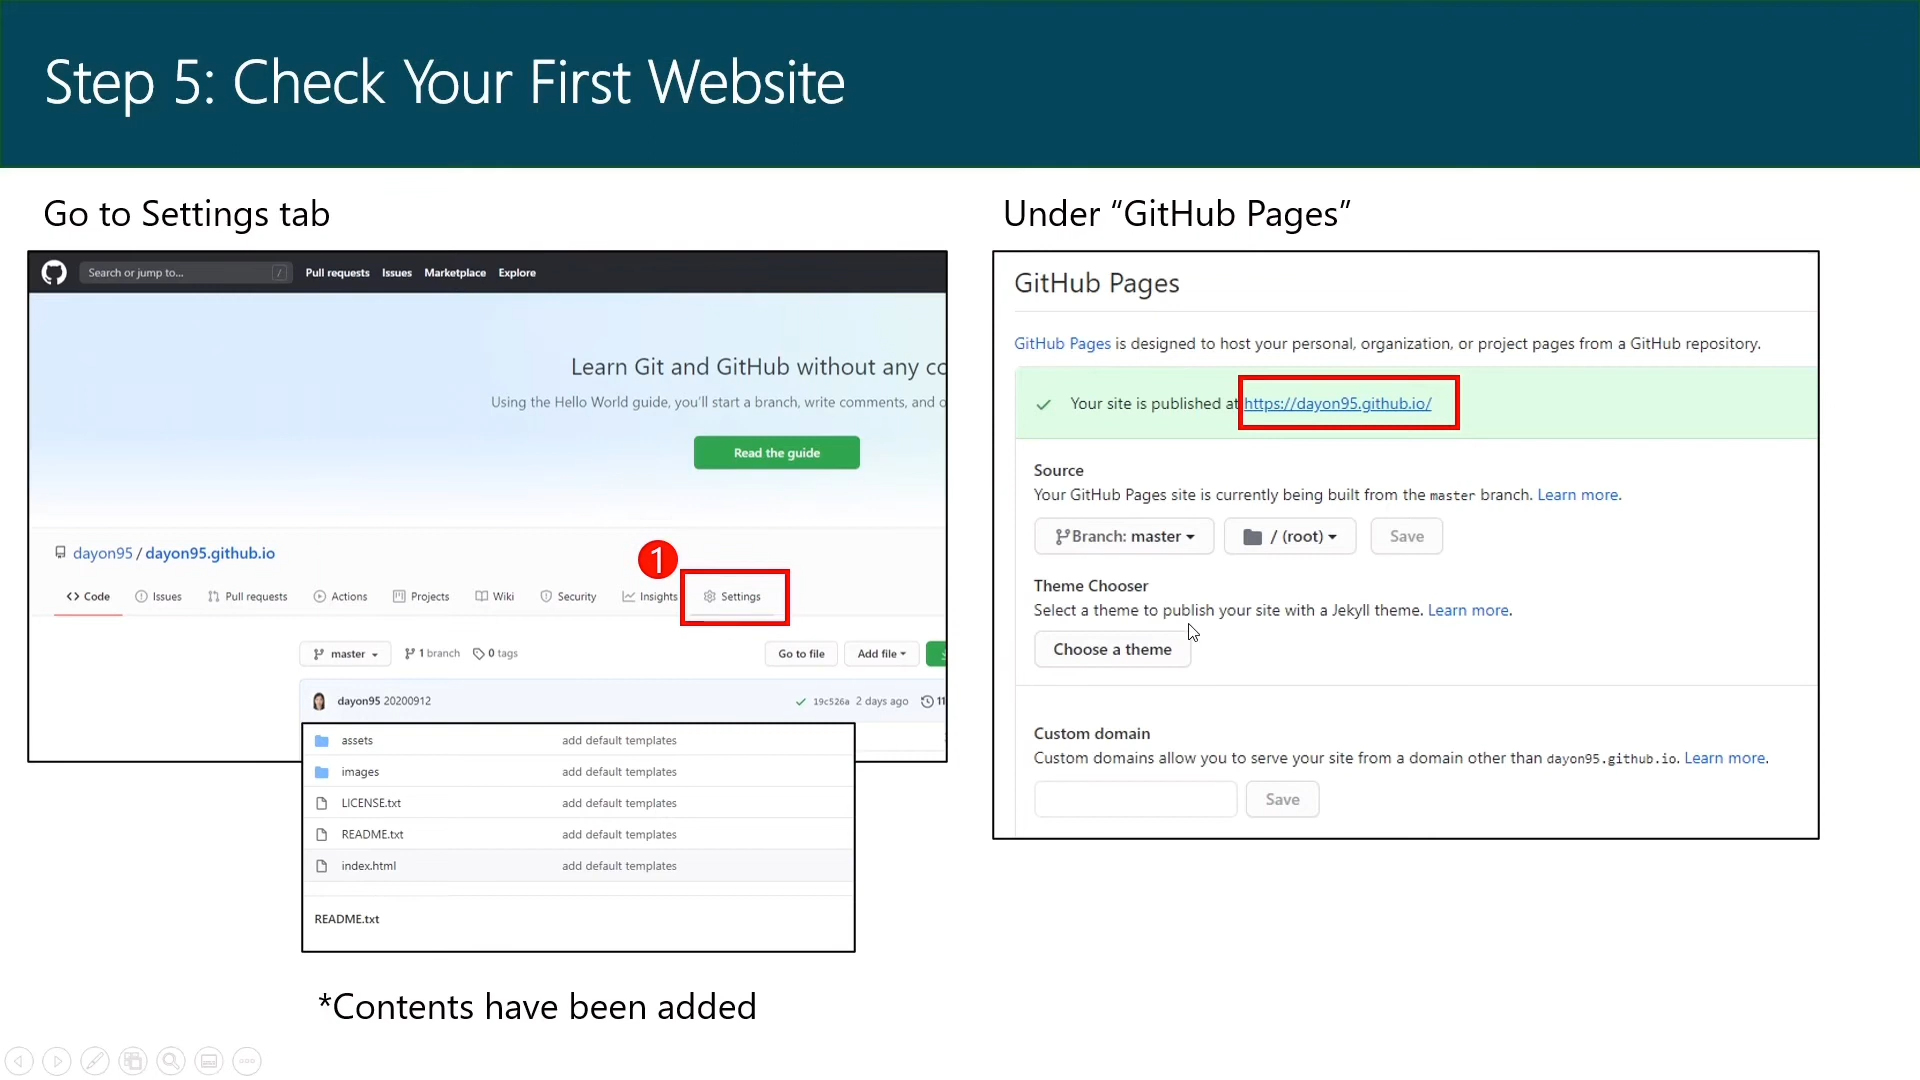 Step 5: Check Your First Website
Go to Settings tab
Search or jump to... /
Pull requests Issues Marketplace Explore
Learn Git and GitHub without any co
Using the Hello World guide, you'll start a branch, write comments, and o
Read the guide
dayon95 / dayon95.github.io
1
Code Issues Pull requests Actions Projects Wiki Security Insights Settings
master 1 branch 0 tags Go to file Add file
dayon95 20200912 19c526a 2 days ago 11
assets add default templates
images add default templates
LICENSE.txt add default templates
README.txt add default templates
index.html add default templates
README.txt
*Contents have been added
Under “GitHub Pages”
GitHub Pages
GitHub Pages is designed to host your personal, organization, or project pages from a GitHub repository.
Your site is published at https://dayon95.github.io/
Source
Your GitHub Pages site is currently being built from the master branch. Learn more.
Branch: master / (root) Save
Theme Chooser
Select a theme to publish your site with a Jekyll theme. Learn more.
Choose a theme
Custom domain
Custom domains allow you to serve your site from a domain other than dayon95.github.io. Learn more.
Save